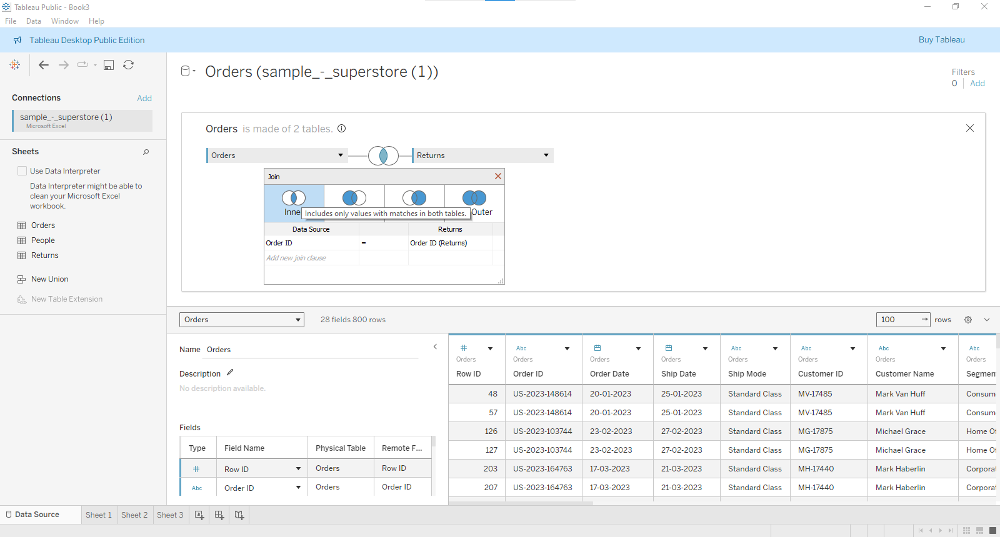 Tableau Public - Book3
File Data Window Help
Tableau Desktop Public Edition
Buy Tableau
Connections Add
sample_-_superstore (1)
Microsoft Excel
Sheets
Use Data Interpreter
Data Interpreter might be able to
clean your Microsoft Excel
workbook.
Orders
People
Returns
New Union
New Table Extension
Orders (sample_-_superstore (1))
Filters
0 Add
Orders is made of 2 tables.
Orders
Returns
Join
Inne
Outer
Includes only values with matches in both tables.
Data Source Returns
Order ID = Order ID (Returns)
Add new join clause
Orders
28 fields 800 rows
100 rows
Name Orders
Description
No description available.
Fields
Type Field Name Physical Table Remote F...
# Row ID Orders Row ID
Abc Order ID Orders Order ID
# Abc Abc Abc Abc Abc
Orders Orders Orders Orders Orders Orders Orders Orders
Row ID Order ID Order Date Ship Date Ship Mode Customer ID Customer Name Segmen
48 US-2023-148614 20-01-2023 25-01-2023 Standard Class MV-17485 Mark Van Huff Consum
57 US-2023-148614 20-01-2023 25-01-2023 Standard Class MV-17485 Mark Van Huff Consum
126 US-2023-103744 23-02-2023 27-02-2023 Standard Class MG-17875 Michael Grace Home Of
127 US-2023-103744 23-02-2023 27-02-2023 Standard Class MG-17875 Michael Grace Home Of
203 US-2023-164763 17-03-2023 21-03-2023 Standard Class MH-17440 Mark Haberlin Corporat
207 US-2023-164763 17-03-2023 21-03-2023 Standard Class MH-17440 Mark Haberlin Corporat
Data Source Sheet 1 Sheet 2 Sheet 3